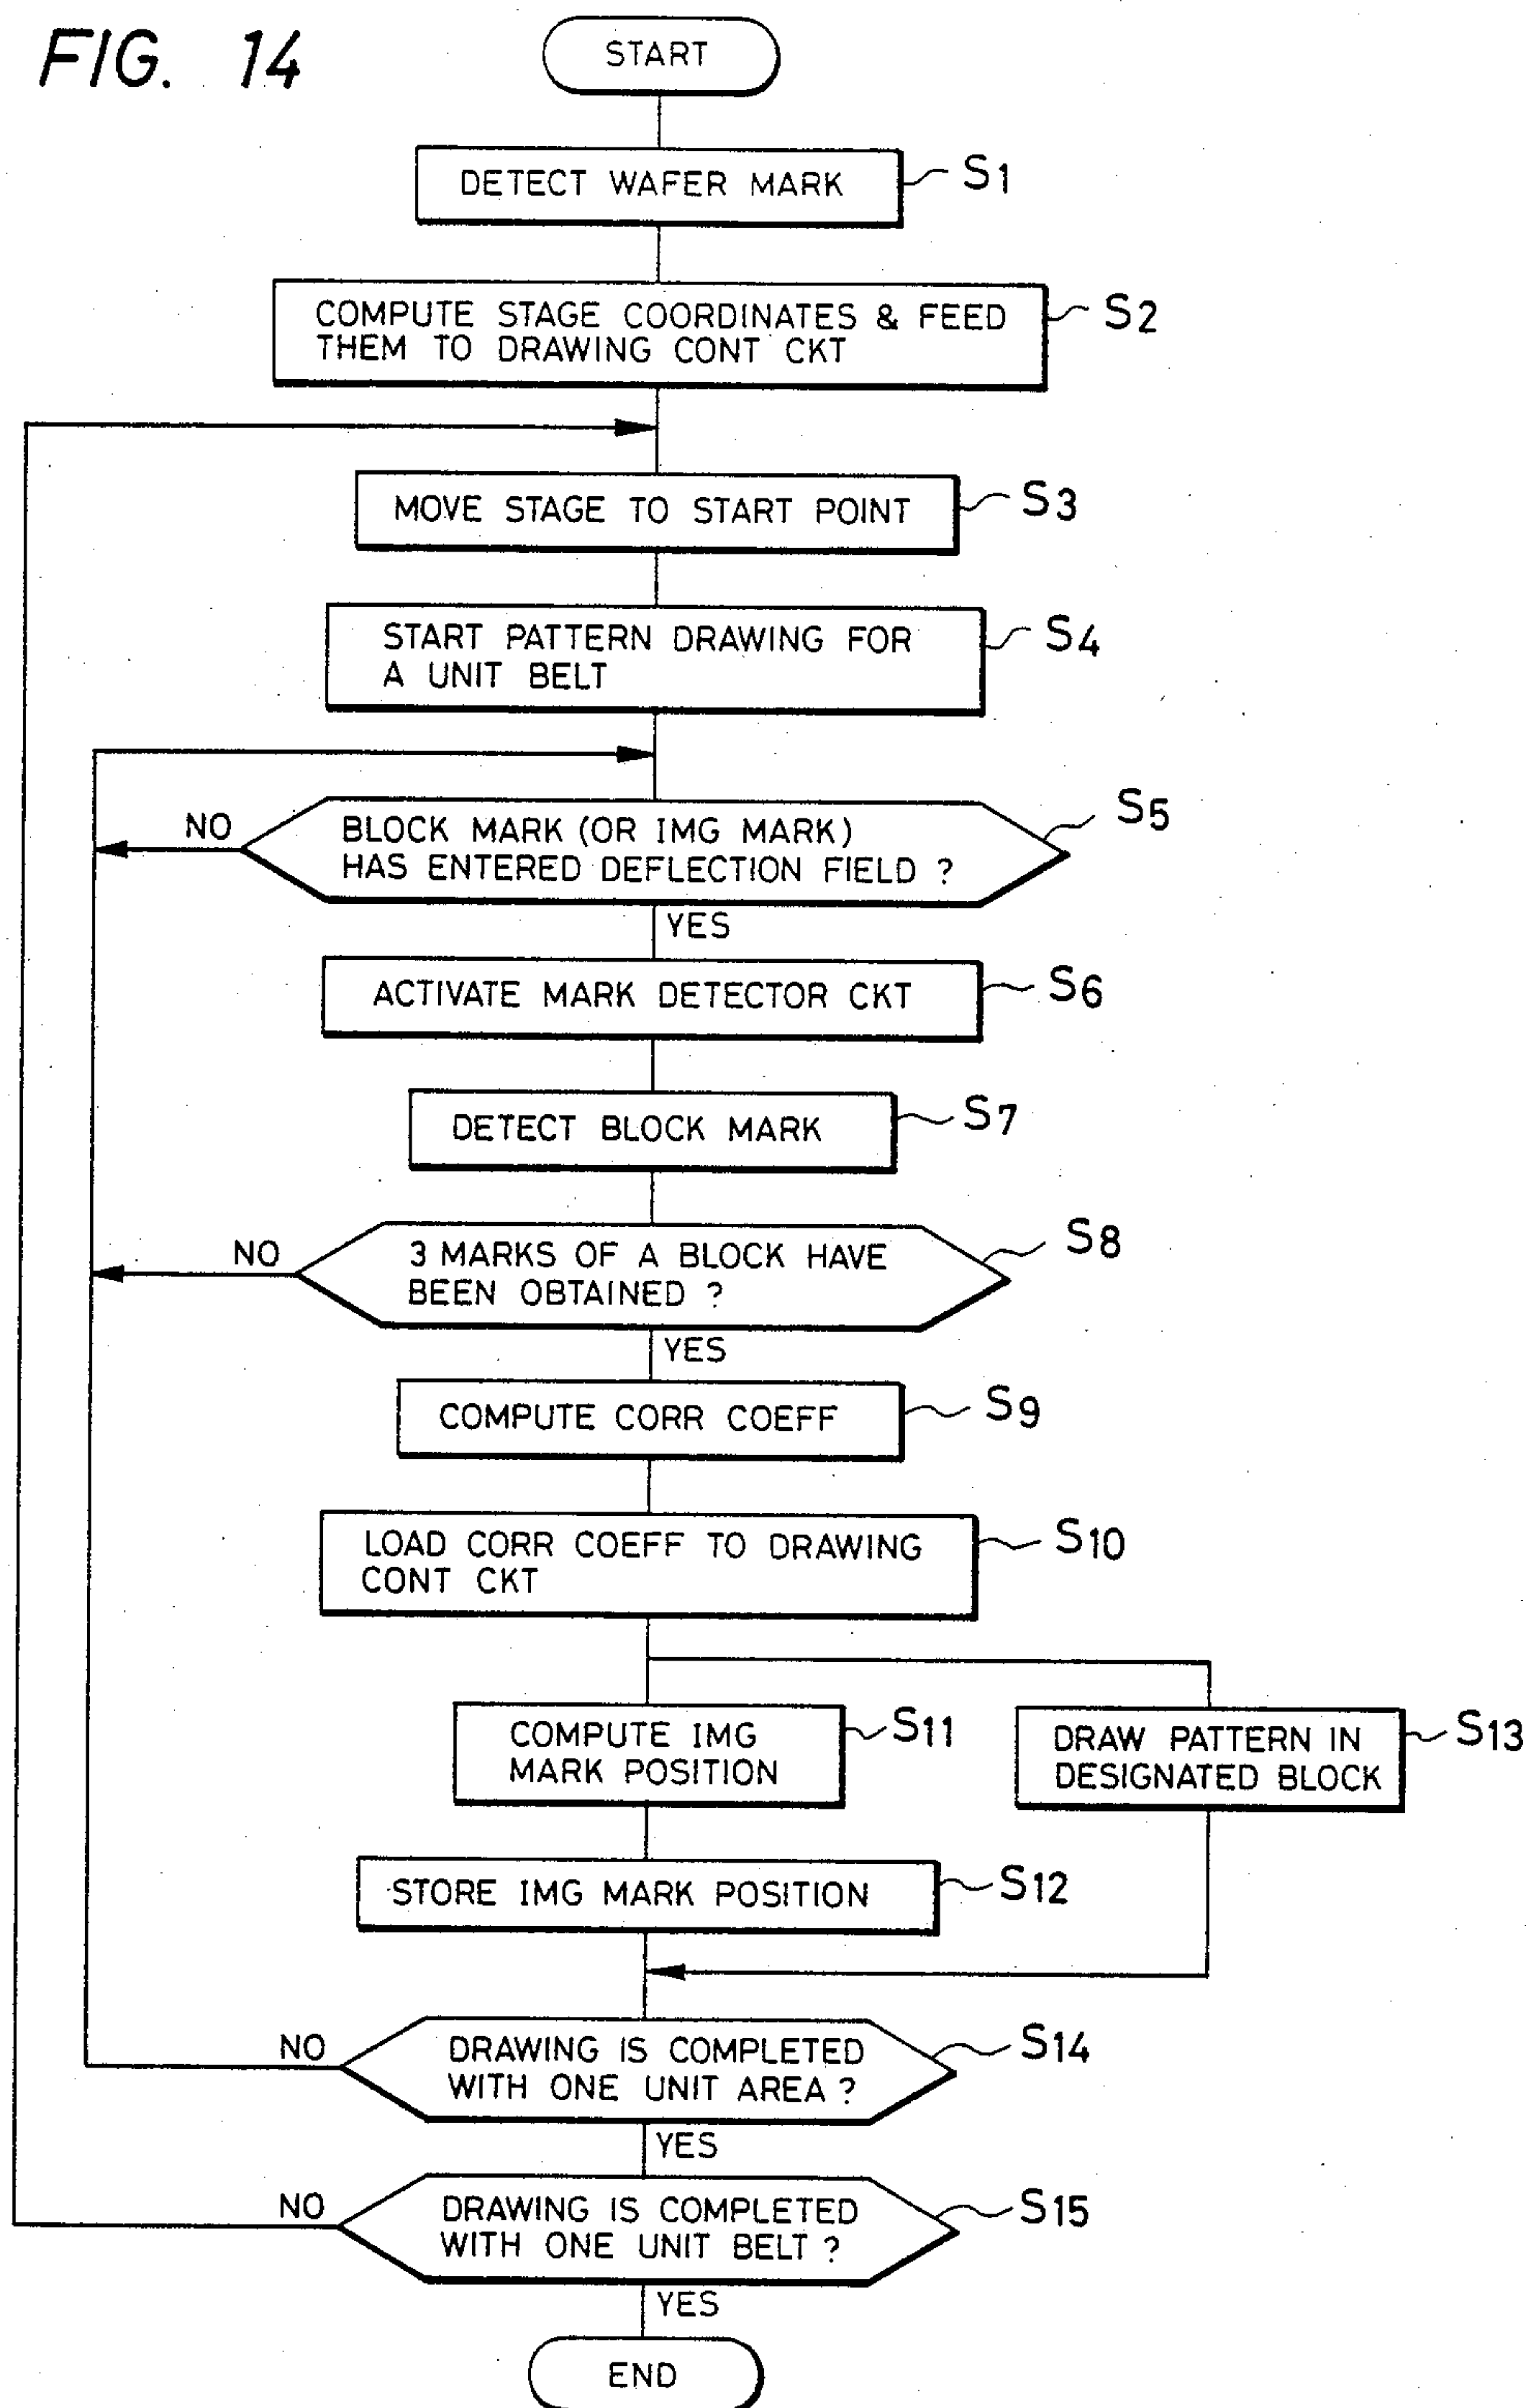 FIG. 14
START
DETECT WAFER MARK
S1
COMPUTE STAGE COORDINATES & FEED
THEM TO DRAWING CONT CKT
S2
MOVE STAGE TO START POINT
S3
START PATTERN DRAWING FOR
A UNIT BELT
S4
NO
BLOCK MARK (OR IMG MARK)
HAS ENTERED DEFLECTION FIELD ?
S5
YES
ACTIVATE MARK DETECTOR CKT
S6
DETECT BLOCK MARK
S7
NO
3 MARKS OF A BLOCK HAVE
BEEN OBTAINED ?
S8
YES
COMPUTE CORR COEFF
S9
LOAD CORR COEFF TO DRAWING
CONT CKT
S10
COMPUTE IMG
MARK POSITION
S11
DRAW PATTERN IN
DESIGNATED BLOCK
S13
STORE IMG MARK POSITION
S12
NO
DRAWING IS COMPLETED
WITH ONE UNIT AREA ?
S14
YES
NO
DRAWING IS COMPLETED
WITH ONE UNIT BELT ?
S15
YES
END